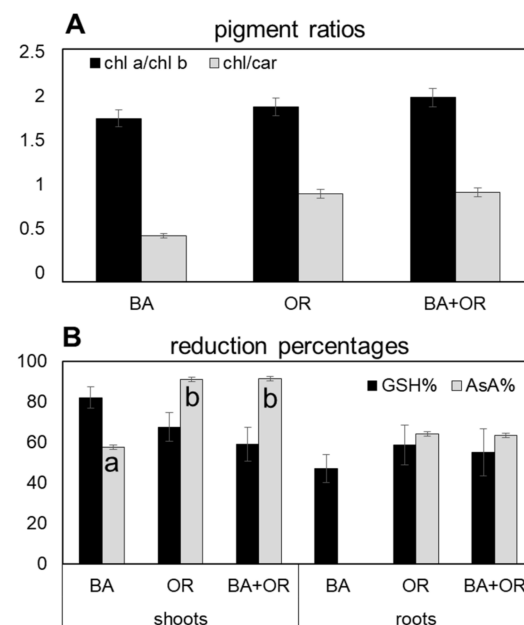 A
pigment ratios
2.5
chl a/chl b chl/car
2
1.5
1
0.5
0
BA OR BA+OR
B
reduction percentages
100
GSH% AsA%
80
b b
60
a
40
20
0
BA OR BA+OR BA OR BA+OR
shoots roots